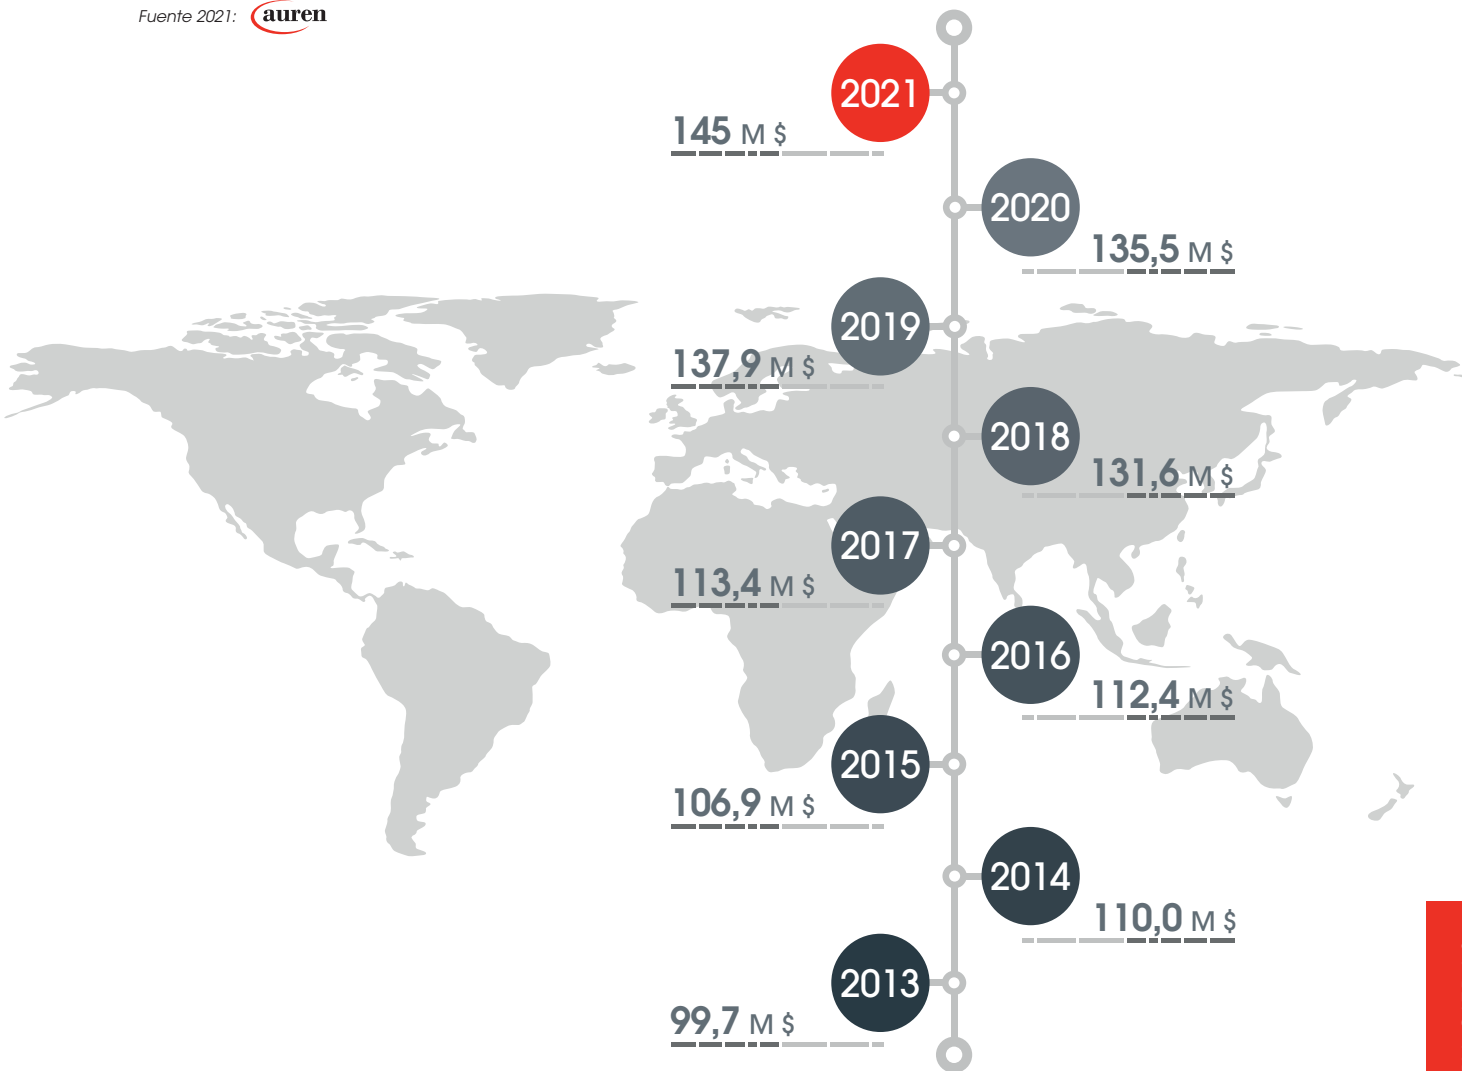 Fuente 2021: auren
2021
145 M $
2020
135,5 M $
2019
137,9 M $
2018
131,6 M $
2017
113,4 M $
2016
112,4 M $
2015
106,9 M $
2014
110,0 M $
2013
99,7 M $